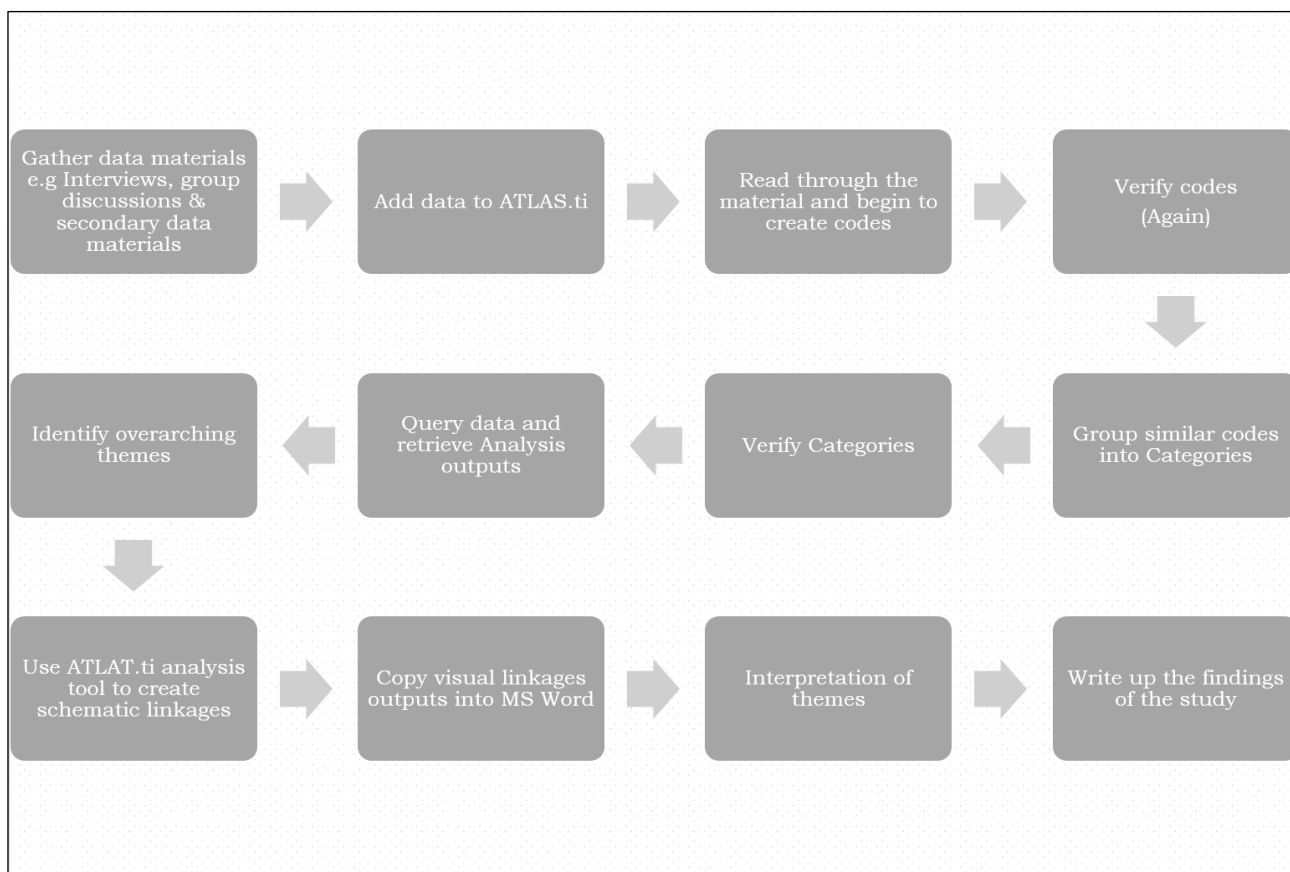 Gather data materials
e.g Interviews, group
discussions &
secondary data
materials
Add data to ATLAS.ti
Read through the
material and begin to
create codes
Verify codes
(Again)
Group similar codes
into Categories
Verify Categories
Query data and
retrieve Analysis
outputs
Identify overarching
themes
Use ATLAT.ti analysis
tool to create
schematic linkages
Copy visual linkages
outputs into MS Word
Interpretation of
themes
Write up the findings
of the study